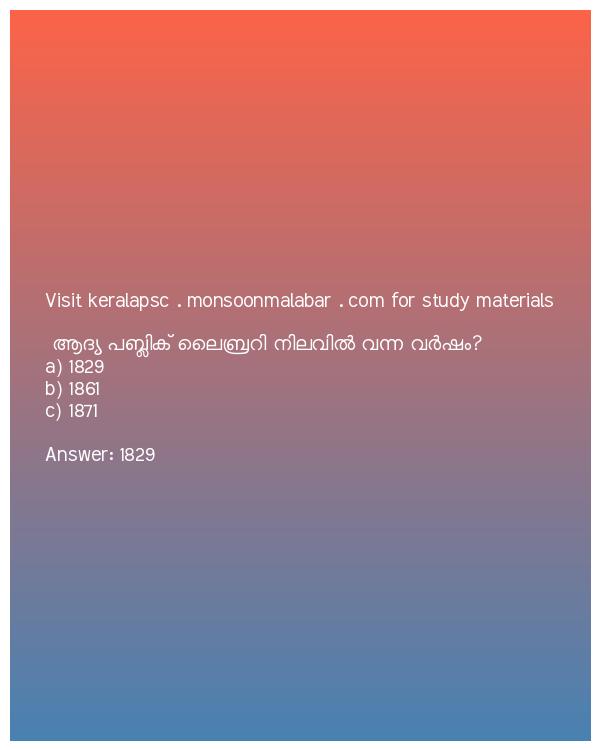 Visit keralapsc . monsoonmalabar . com for study materials
ആദ്യ പബ്ലിക് ലൈബ്രറി നിലവിൽ വന്ന വർഷം?
a) 1829
b) 1861
c) 1871
Answer: 1829